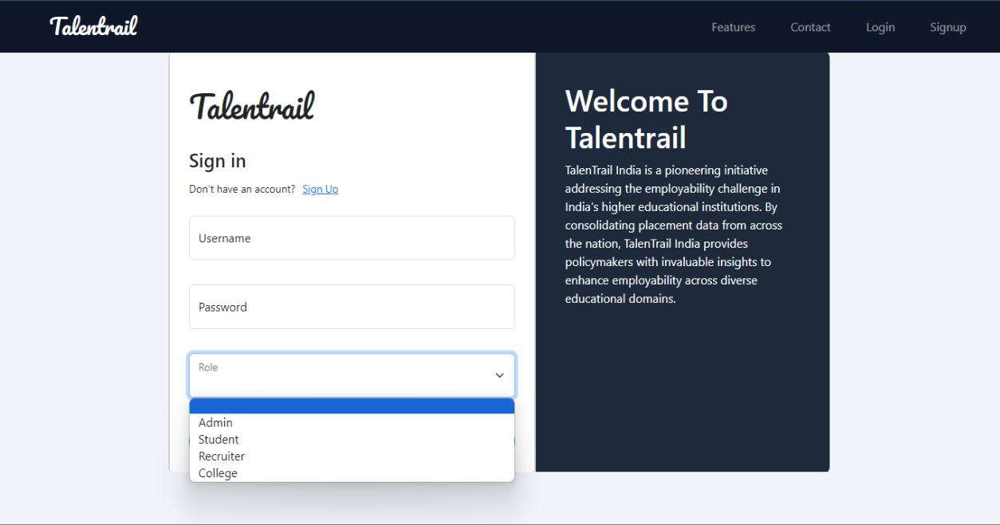 Talentrail
Features Contact Login Signup
Talentrail
Sign in
Don't have an account? Sign Up
Username
Password
Role
Admin
Student
Recruiter
College
Welcome To
Talentrail
TalenTrail India is a pioneering initiative
addressing the employability challenge in
India's higher educational institutions. By
consolidating placement data from across
the nation, TalenTrail India provides
policymakers with invaluable insights to
enhance employability across diverse
educational domains.